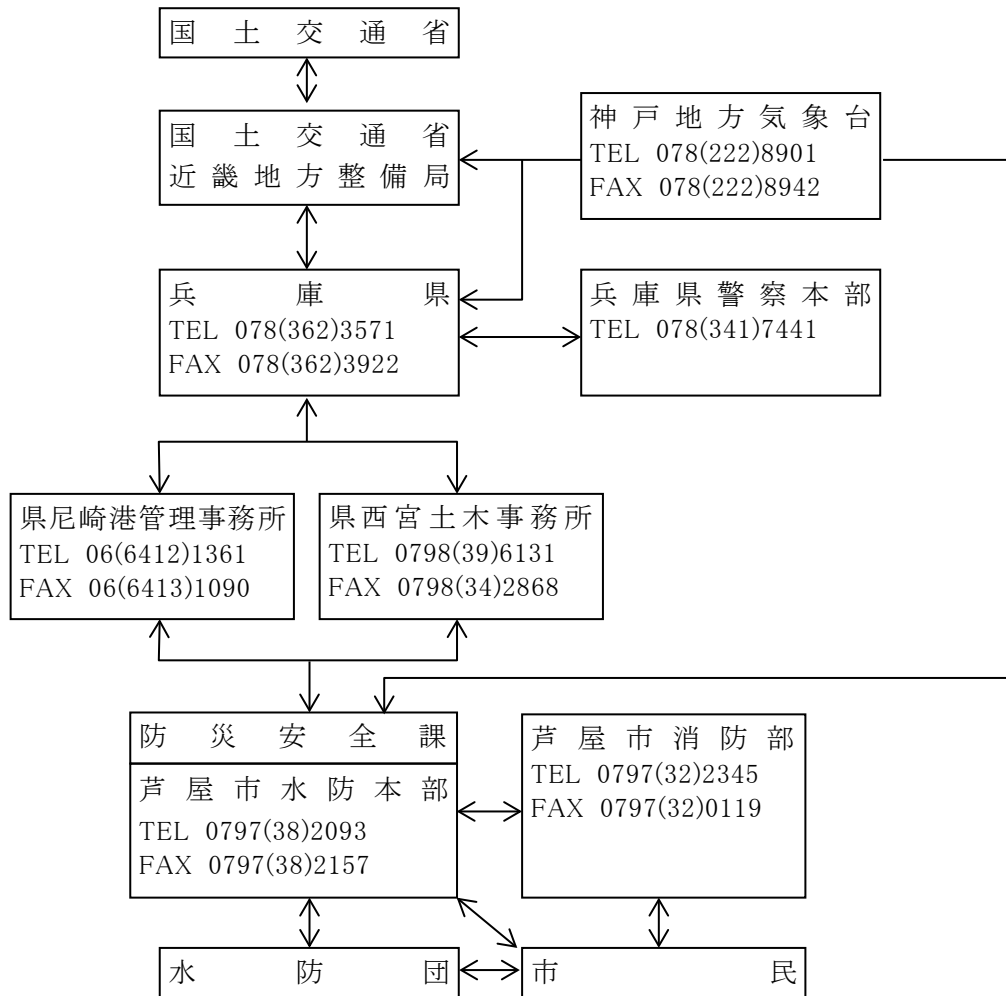 国土交通省
国土交通省
近畿地方整備局
神戸地方気象台
TEL 078(222)8901
FAX 078(222)8942
兵庫県
TEL 078(362)3571
FAX 078(362)3922
兵庫県警察本部
TEL 078(341)7441
県尼崎港管理事務所
TEL 06(6412)1361
FAX 06(6413)1090
県西宮土木事務所
TEL 0798(39)6131
FAX 0798(34)2868
防災安全課
芦屋市水防本部
TEL 0797(38)2093
FAX 0797(38)2157
芦屋市消防部
TEL 0797(32)2345
FAX 0797(32)0119
水防団
市民